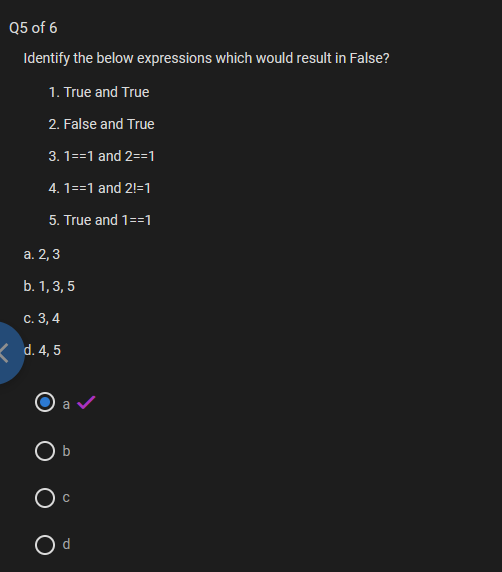 Q5 of 6
Identify the below expressions which would result in False?
1. True and True
2. False and True
3. 1==1 and 2==1
4. 1==1 and 2!=1
5. True and 1==1
a. 2, 3
b. 1, 3, 5
c. 3, 4
d. 4, 5
a
b
c
d